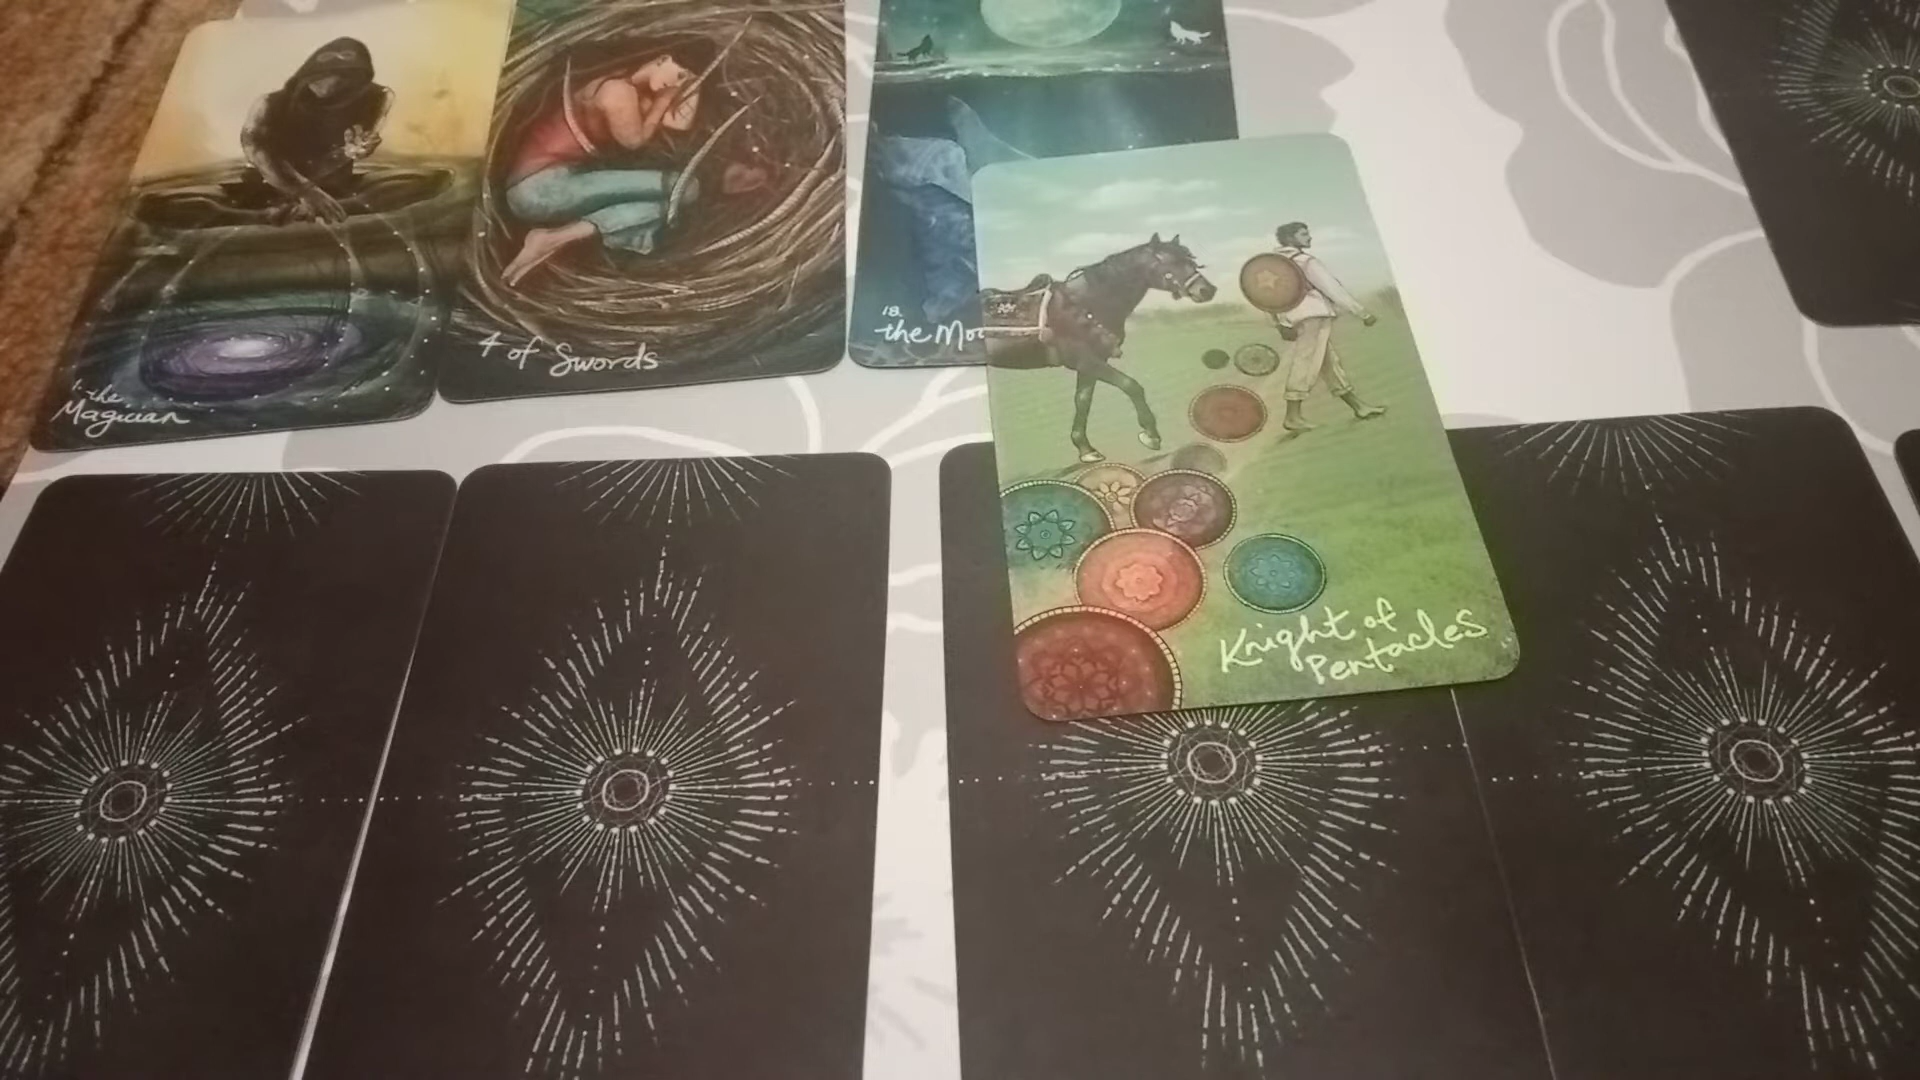 1.
the
Magician
4 of Swords
18.
the Moo
Knight of
Pentacles